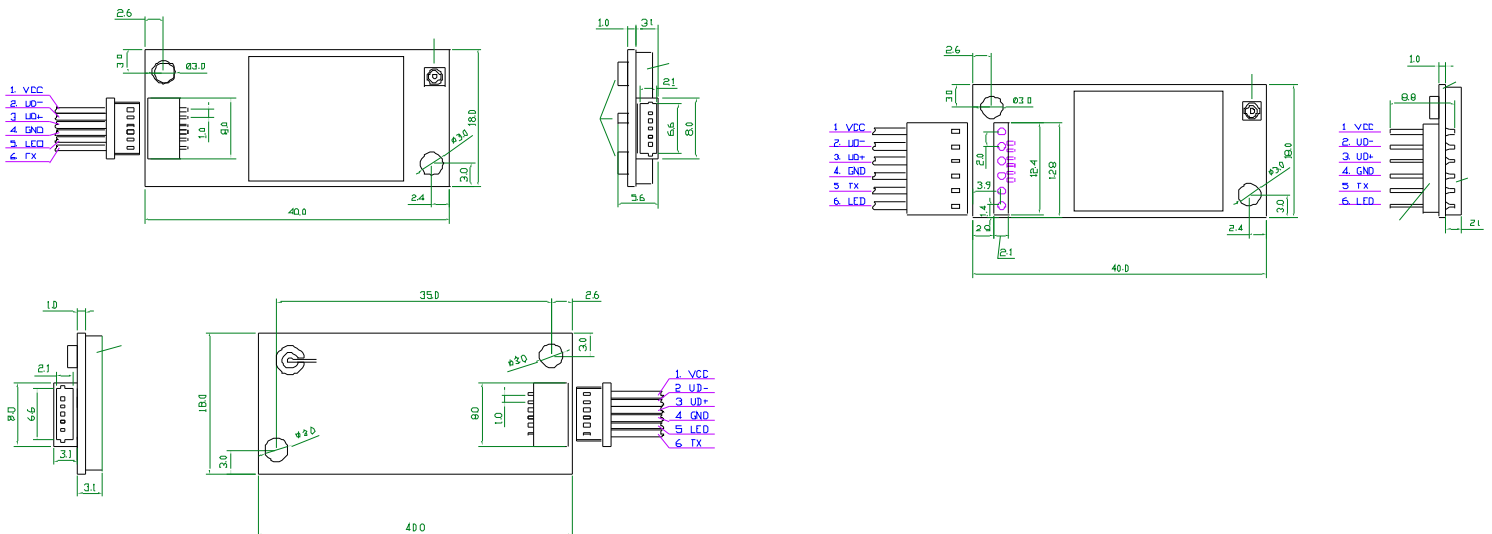 2.6
3.0
Ø3.0
1. VCC
2. UD-
3 UD+
4. GND
5. LED
6. TX
1.0
8.0
18.0
Ø3.0
3.0
2.4
40.0
1.0
3.1
2.1
6.6
8.0
5.6
2.6
3.0
Ø3.0
1 VCC
2. UD-
3. UD+
4. GND
5 TX
6. LED
2.0
3.9
1.4
12.4
12.8
2.1
18.0
Ø3.0
3.0
2.4
40.0
1.0
8.8
1 VCC
2. UD-
3. UD+
4. GND
5 TX
6. LED
2.1
1.0
2.1
8.0
6.6
3.1
3.1
35.0
2.6
3.0
Ø3.0
18.0
8.0
1.0
Ø3.0
3.0
40.0
1. VCC
2 UD-
3 UD+
4 GND
5 LED
6. TX